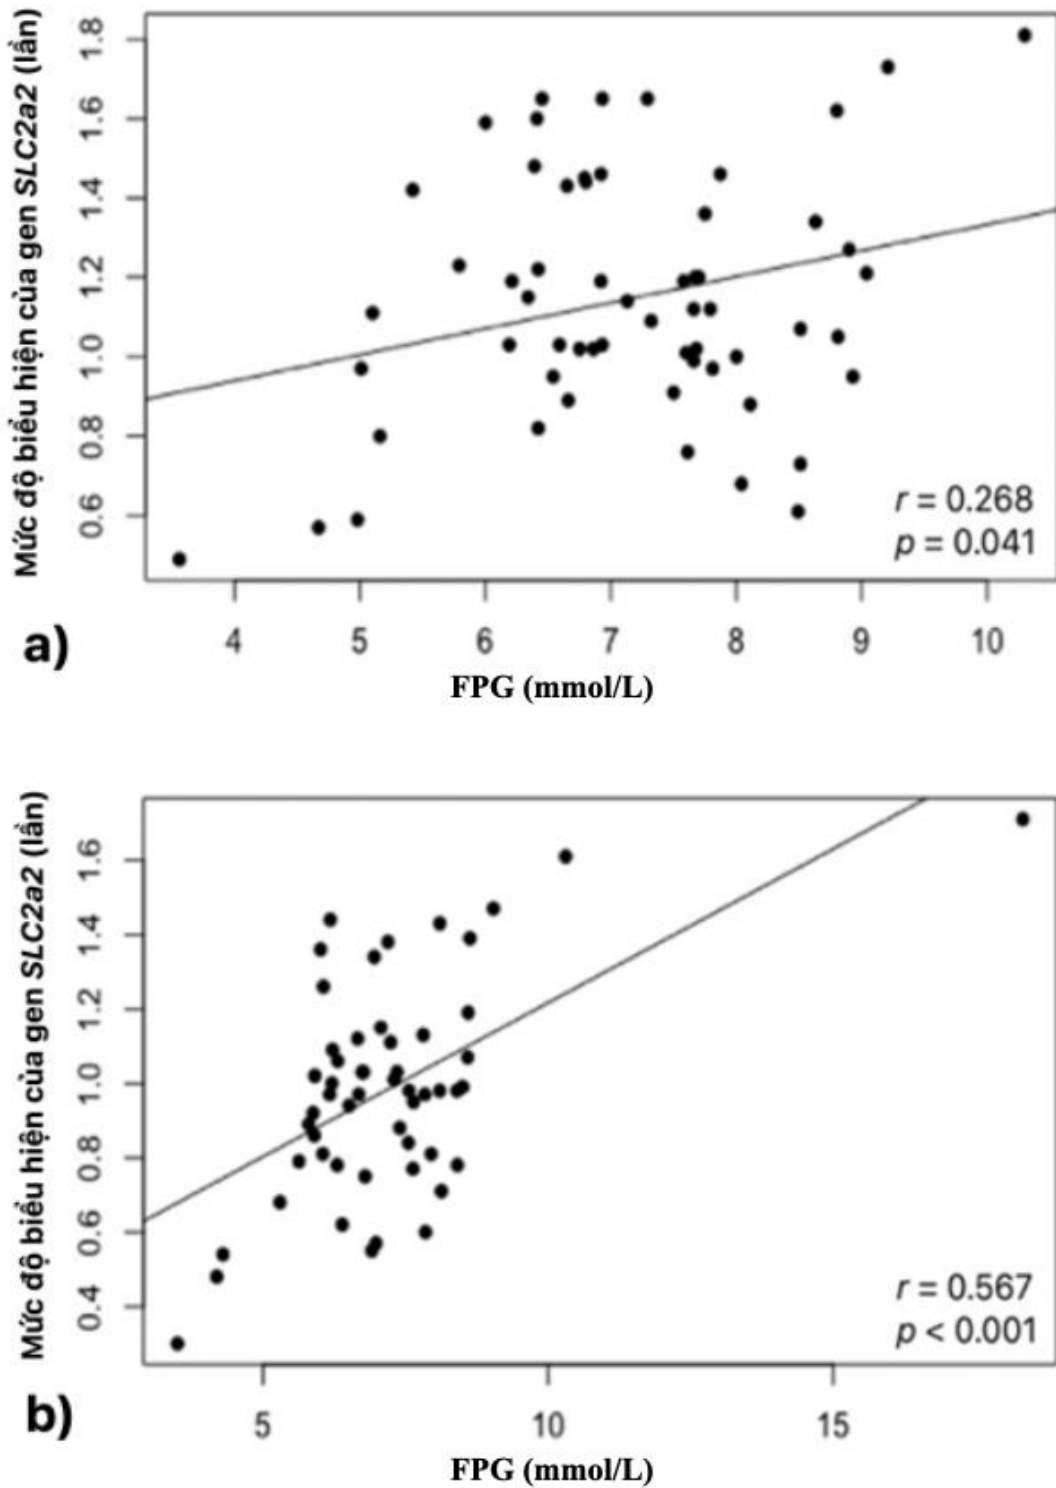 Mức độ biểu hiện của gen SLC2a2 (lần)
1.8
1.6
1.4
1.2
1.0
0.8
0.6
r = 0.268
p = 0.041
4 5 6 7 8 9 10
a)
FPG (mmol/L)
Mức độ biểu hiện của gen SLC2a2 (lần)
1.6
1.4
1.2
1.0
0.8
0.6
0.4
r = 0.567
p < 0.001
5 10 15
b)
FPG (mmol/L)